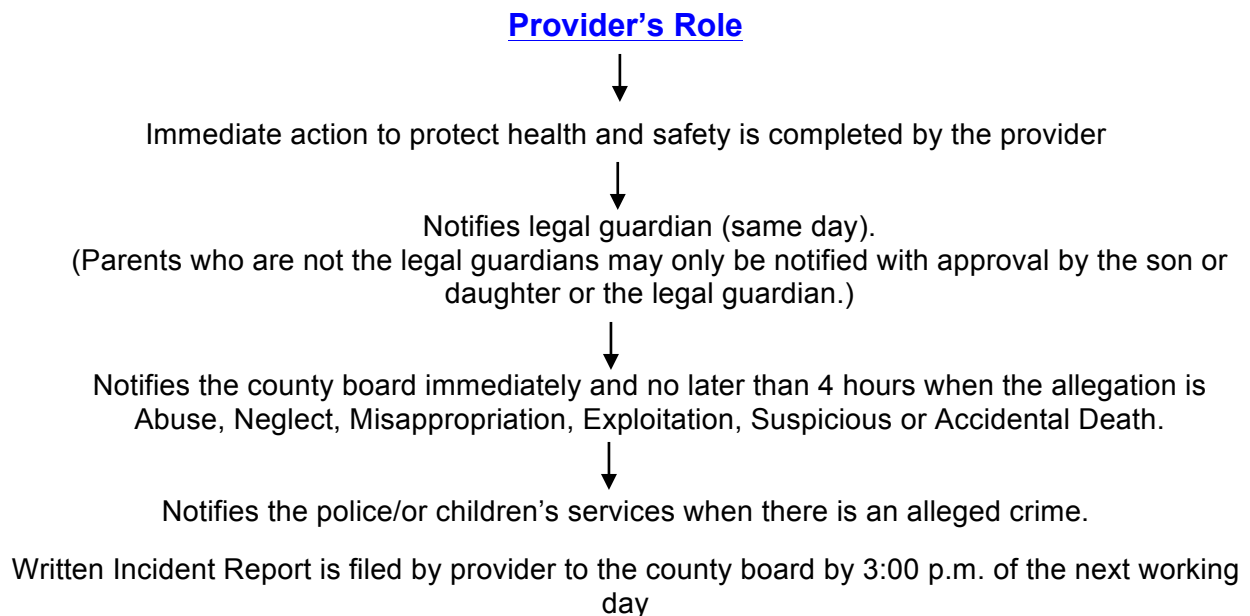 Provider’s Role
Immediate action to protect health and safety is completed by the provider
Notifies legal guardian (same day).
(Parents who are not the legal guardians may only be notified with approval by the son or
daughter or the legal guardian.)
Notifies the county board immediately and no later than 4 hours when the allegation is
Abuse, Neglect, Misappropriation, Exploitation, Suspicious or Accidental Death.
Notifies the police/or children’s services when there is an alleged crime.
Written Incident Report is filed by provider to the county board by 3:00 p.m. of the next working
day